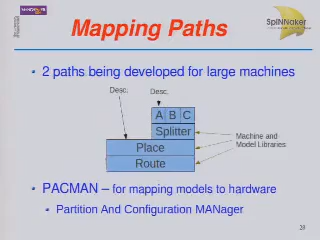 MANCHESTER
SpiNNaker
Mapping Paths
2 paths being developed for large machines
Desc.
Desc.
A B C
Splitter
Place
Route
Machine and
Model Libraries
PACMAN – for mapping models to hardware
Partition And Configuration MANager
29